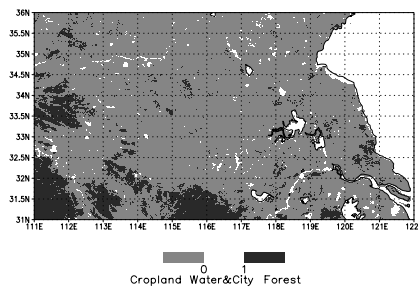 36N
35.5N
35N
34.5N
34N
33.5N
33N
32.5N
32N
31.5N
31N
111E 112E 113E 114E 115E 116E 117E 118E 119E 120E 121E 122
0 1
Cropland Water&City Forest